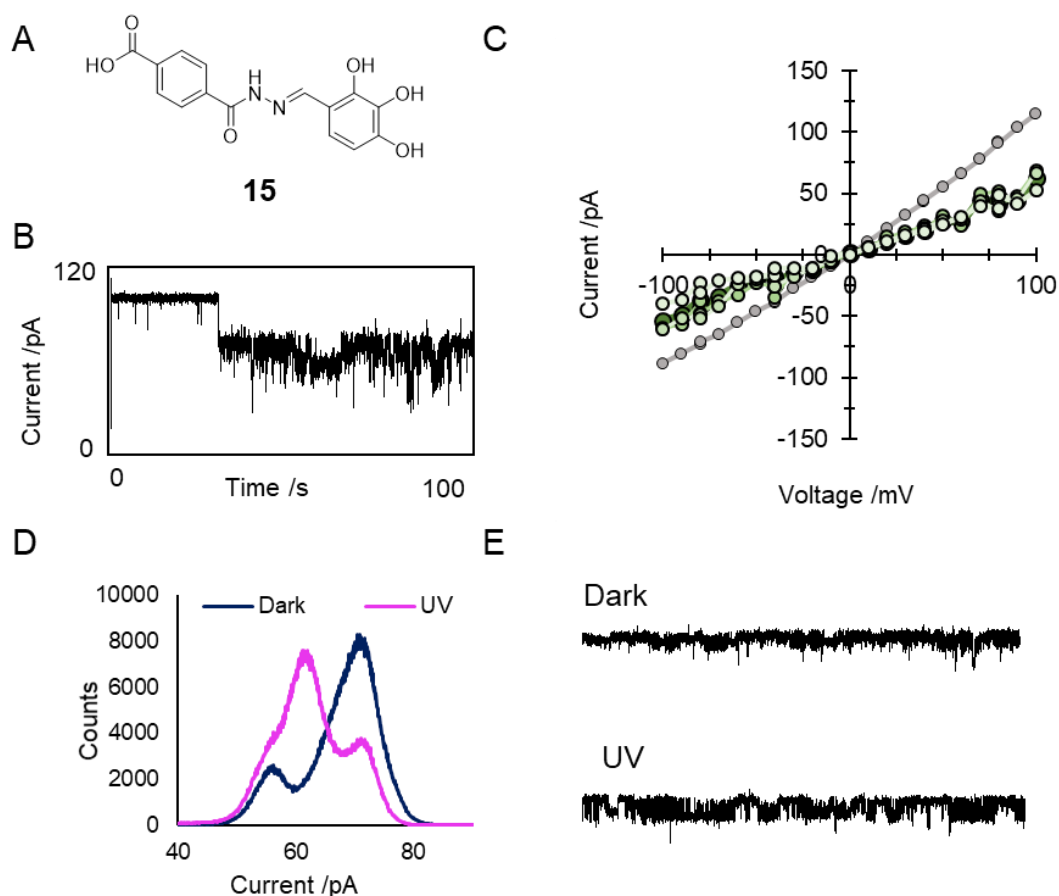 A
O
HO
O
H
N
N
OH
OH
OH
15
B
120
Current /pA
0
0
Time /s
100
C
150
100
50
0
-100
0
100
-50
-100
-150
Current /pA
Voltage /mV
D
10000
8000
6000
4000
2000
0
Counts
Dark
UV
40
60
80
Current /pA
E
Dark
UV